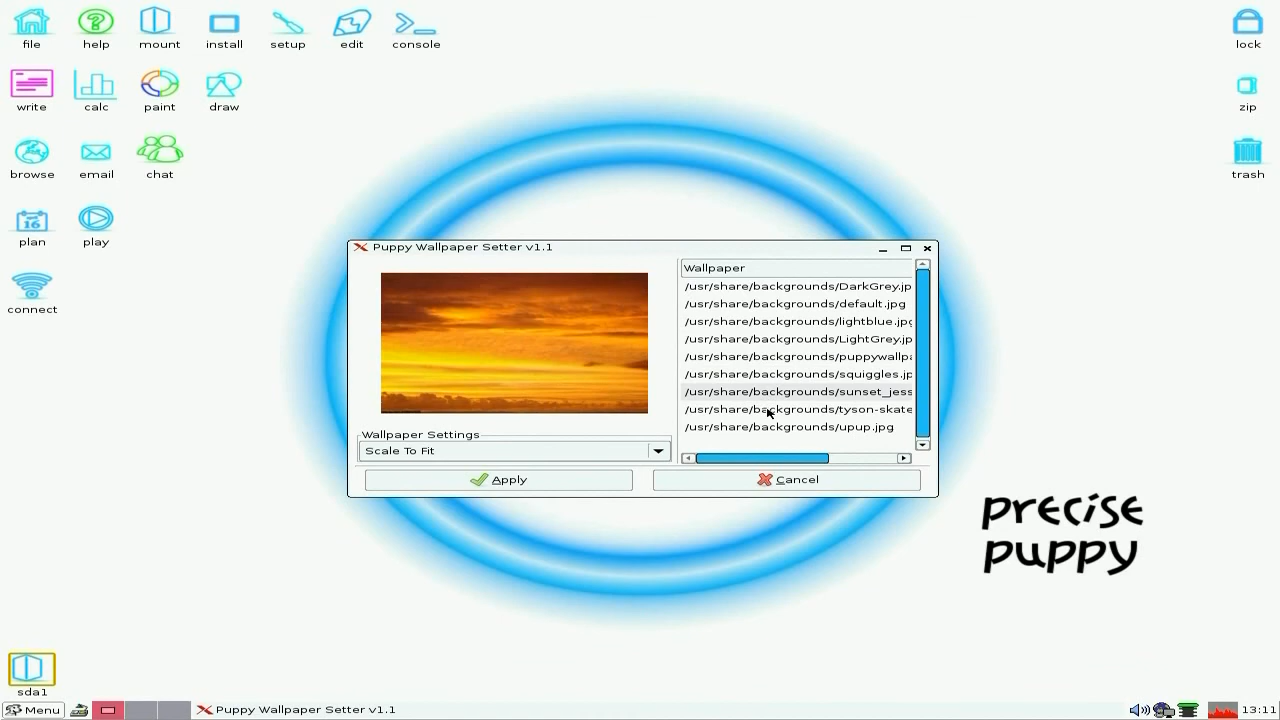 file help mount install setup edit console lock
write calc paint draw zip
browse email chat trash
16
plan play
connect
Puppy Wallpaper Setter v1.1
Wallpaper
/usr/share/backgrounds/DarkGrey.jp
/usr/share/backgrounds/default.jpg
/usr/share/backgrounds/lightblue.jpg
/usr/share/backgrounds/LightGrey.jp
/usr/share/backgrounds/puppywallpa
/usr/share/backgrounds/squiggles.jp
/usr/share/backgrounds/sunset_jess
/usr/share/backgrounds/tyson-skate
/usr/share/backgrounds/upup.jpg
Wallpaper Settings
Scale To Fit
Apply Cancel
precise
puppy
sda1
Menu Puppy Wallpaper Setter v1.1 13:11